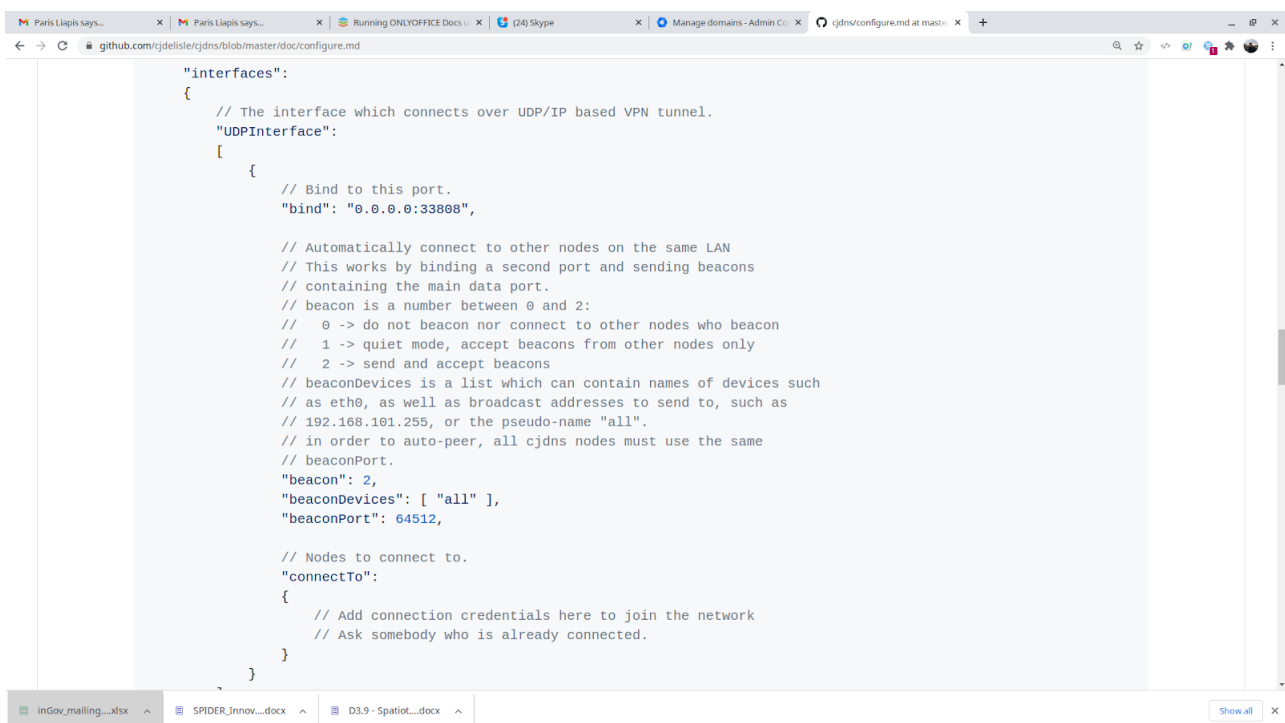 Paris Liapis says...
Paris Liapis says...
Running ONLYOFFICE Docs u
(24) Skype
Manage domains - Admin Co
cjdns/configure.md at maste
github.com/cjdelisle/cjdns/blob/master/doc/configure.md
"interfaces":
{
// The interface which connects over UDP/IP based VPN tunnel.
"UDPInterface":
[
{
// Bind to this port.
"bind": "0.0.0.0:33808",
// Automatically connect to other nodes on the same LAN
// This works by binding a second port and sending beacons
// containing the main data port.
// beacon is a number between 0 and 2:
//   0 -> do not beacon nor connect to other nodes who beacon
//   1 -> quiet mode, accept beacons from other nodes only
//   2 -> send and accept beacons
// beaconDevices is a list which can contain names of devices such
// as eth0, as well as broadcast addresses to send to, such as
// 192.168.101.255, or the pseudo-name "all".
// in order to auto-peer, all cjdns nodes must use the same
// beaconPort.
"beacon": 2,
"beaconDevices": [ "all" ],
"beaconPort": 64512,
// Nodes to connect to.
"connectTo":
{
// Add connection credentials here to join the network
// Ask somebody who is already connected.
}
}
inGov_mailing....xlsx
SPIDER_Innov....docx
D3.9 - Spatiot....docx
Show all